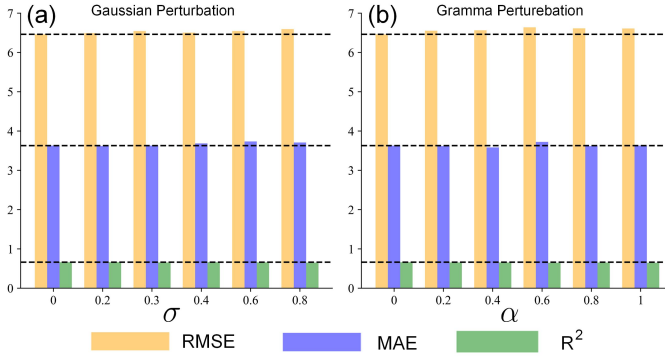 (a) Gaussian Perturbation
7
6
5
4
3
2
1
0
0 0.2 0.3 0.4 0.6 0.8
σ
(b) Gramma Perturebation
7
6
5
4
3
2
1
0
0 0.2 0.4 0.6 0.8 1
α
RMSE MAE R²